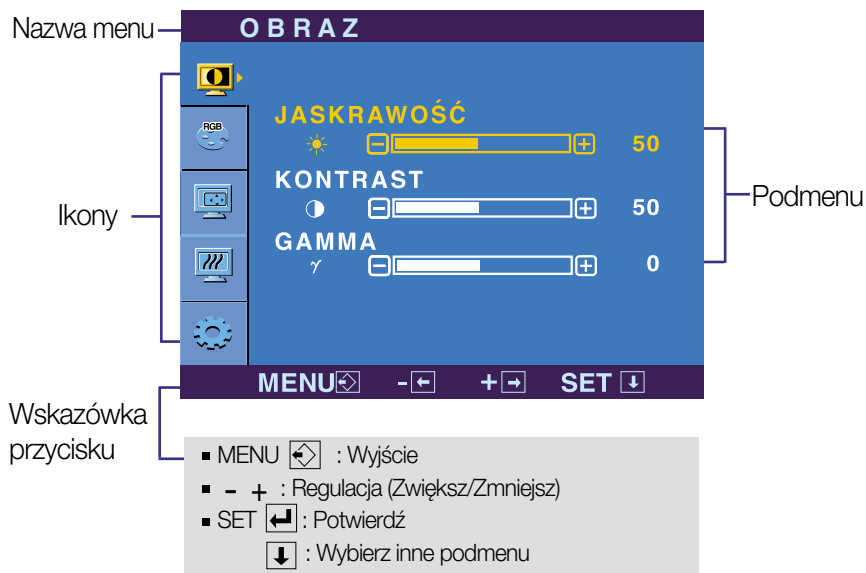 Nazwa menu
OBRAZ
RGB
JASKRAWOŚĆ
50
KONTRAST
50
GAMMA
γ
0
Ikony
Podmenu
MENU - + SET
Wskazówka
przycisku
MENU : Wyjście
- + : Regulacja (Zwiększ/Zmniejsz)
SET : Potwierdź
: Wybierz inne podmenu